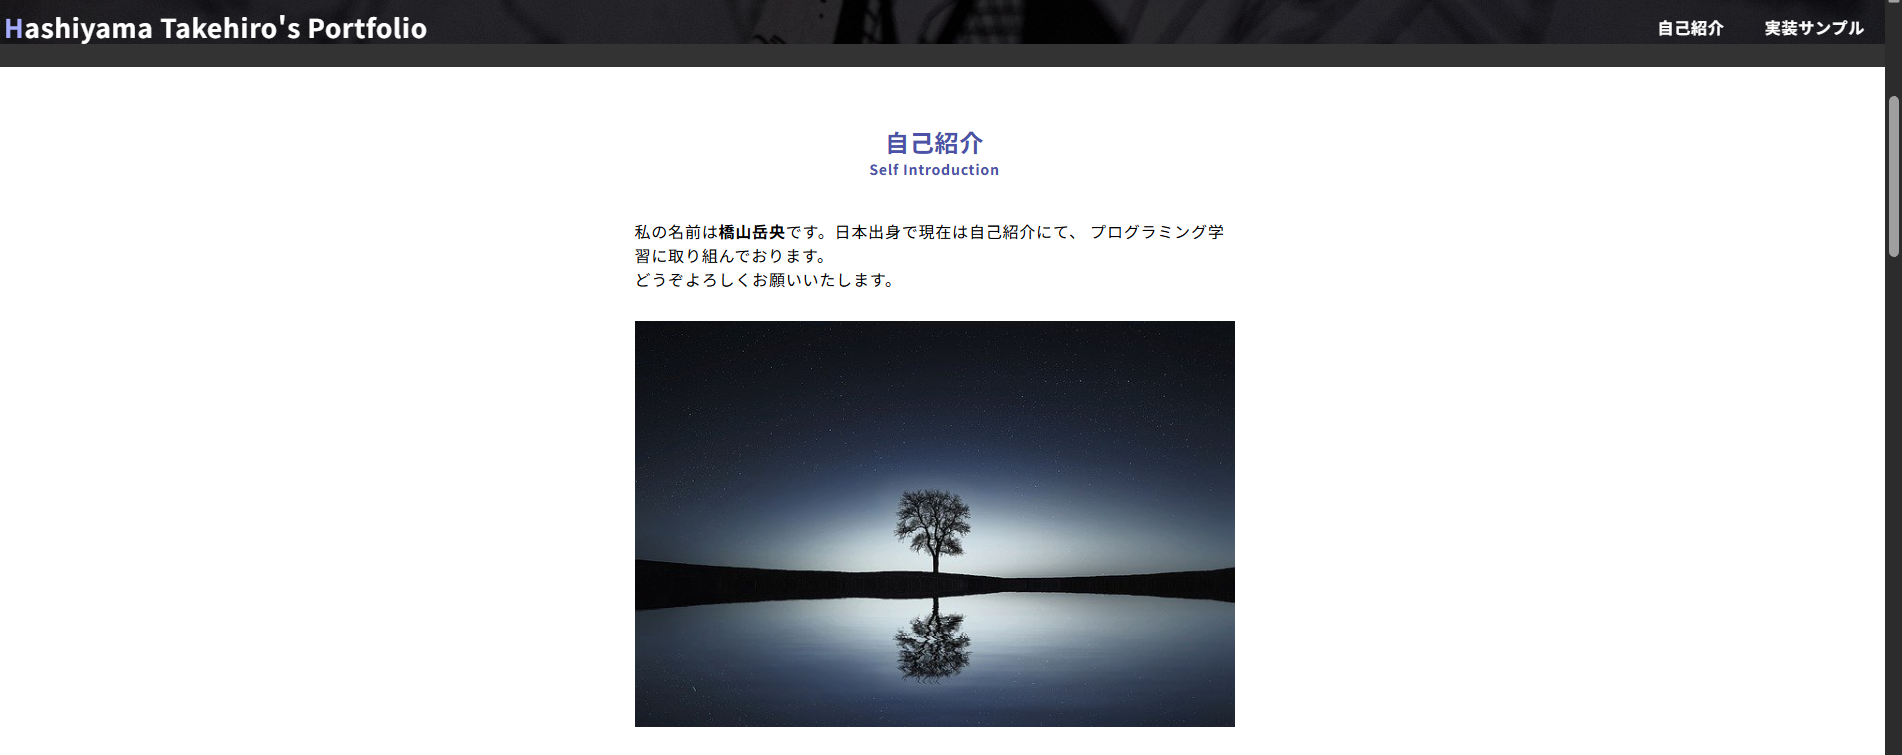 Hashiyama Takehiro's Portfolio
自己紹介 実装サンプル
自己紹介
Self Introduction
私の名前は橋山岳央です。日本出身で現在は自己紹介にて、 プログラミング学
習に取り組んでおります。
どうぞよろしくお願いいたします。